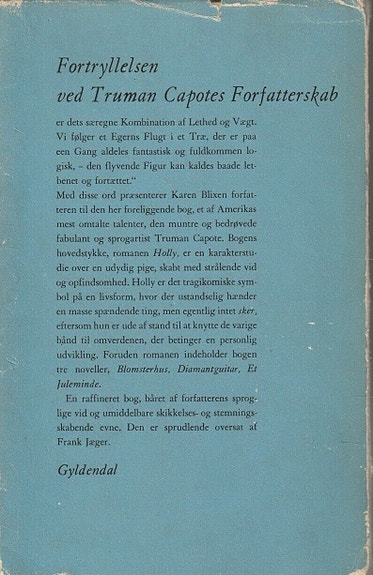 Fortryllelsen
ved Truman Capotes Forfatterskab
er dets særegne Kombination af Lethed og Vægt.
Vi følger et Egerns Flugt i et Træ, der er paa
een Gang aldeles fantastisk og fuldkommen lo-
gisk, – den flyvende Figur kan kaldes baade let-
benet og fortættet.“
Med disse ord præsenterer Karen Blixen forfat-
teren til den her foreliggende bog, et af Amerikas
mest omtalte talenter, den muntre og bedrøvede
fabulant og sprogartist Truman Capote. Bogens
hovedstykke, romanen Holly, er en karakterstu-
die over en udydig pige, skabt med strålende vid
og opfindsomhed. Holly er det tragikomiske sym-
bol på en livsform, hvor der ustandselig hænder
en masse spændende ting, men egentlig intet sker,
eftersom hun er ude af stand til at knytte de varige
bånd til omverdenen, der betinger en personlig
udvikling. Foruden romanen indeholder bogen
tre noveller, Blomsterhus, Diamantguitar, Et
Juleminde.
En raffineret bog, båret af forfatterens sprog-
lige vid og umiddelbare skikkelses- og stemnings-
skabende evne. Den er sprudlende oversat af
Frank Jæger.
Gyldendal